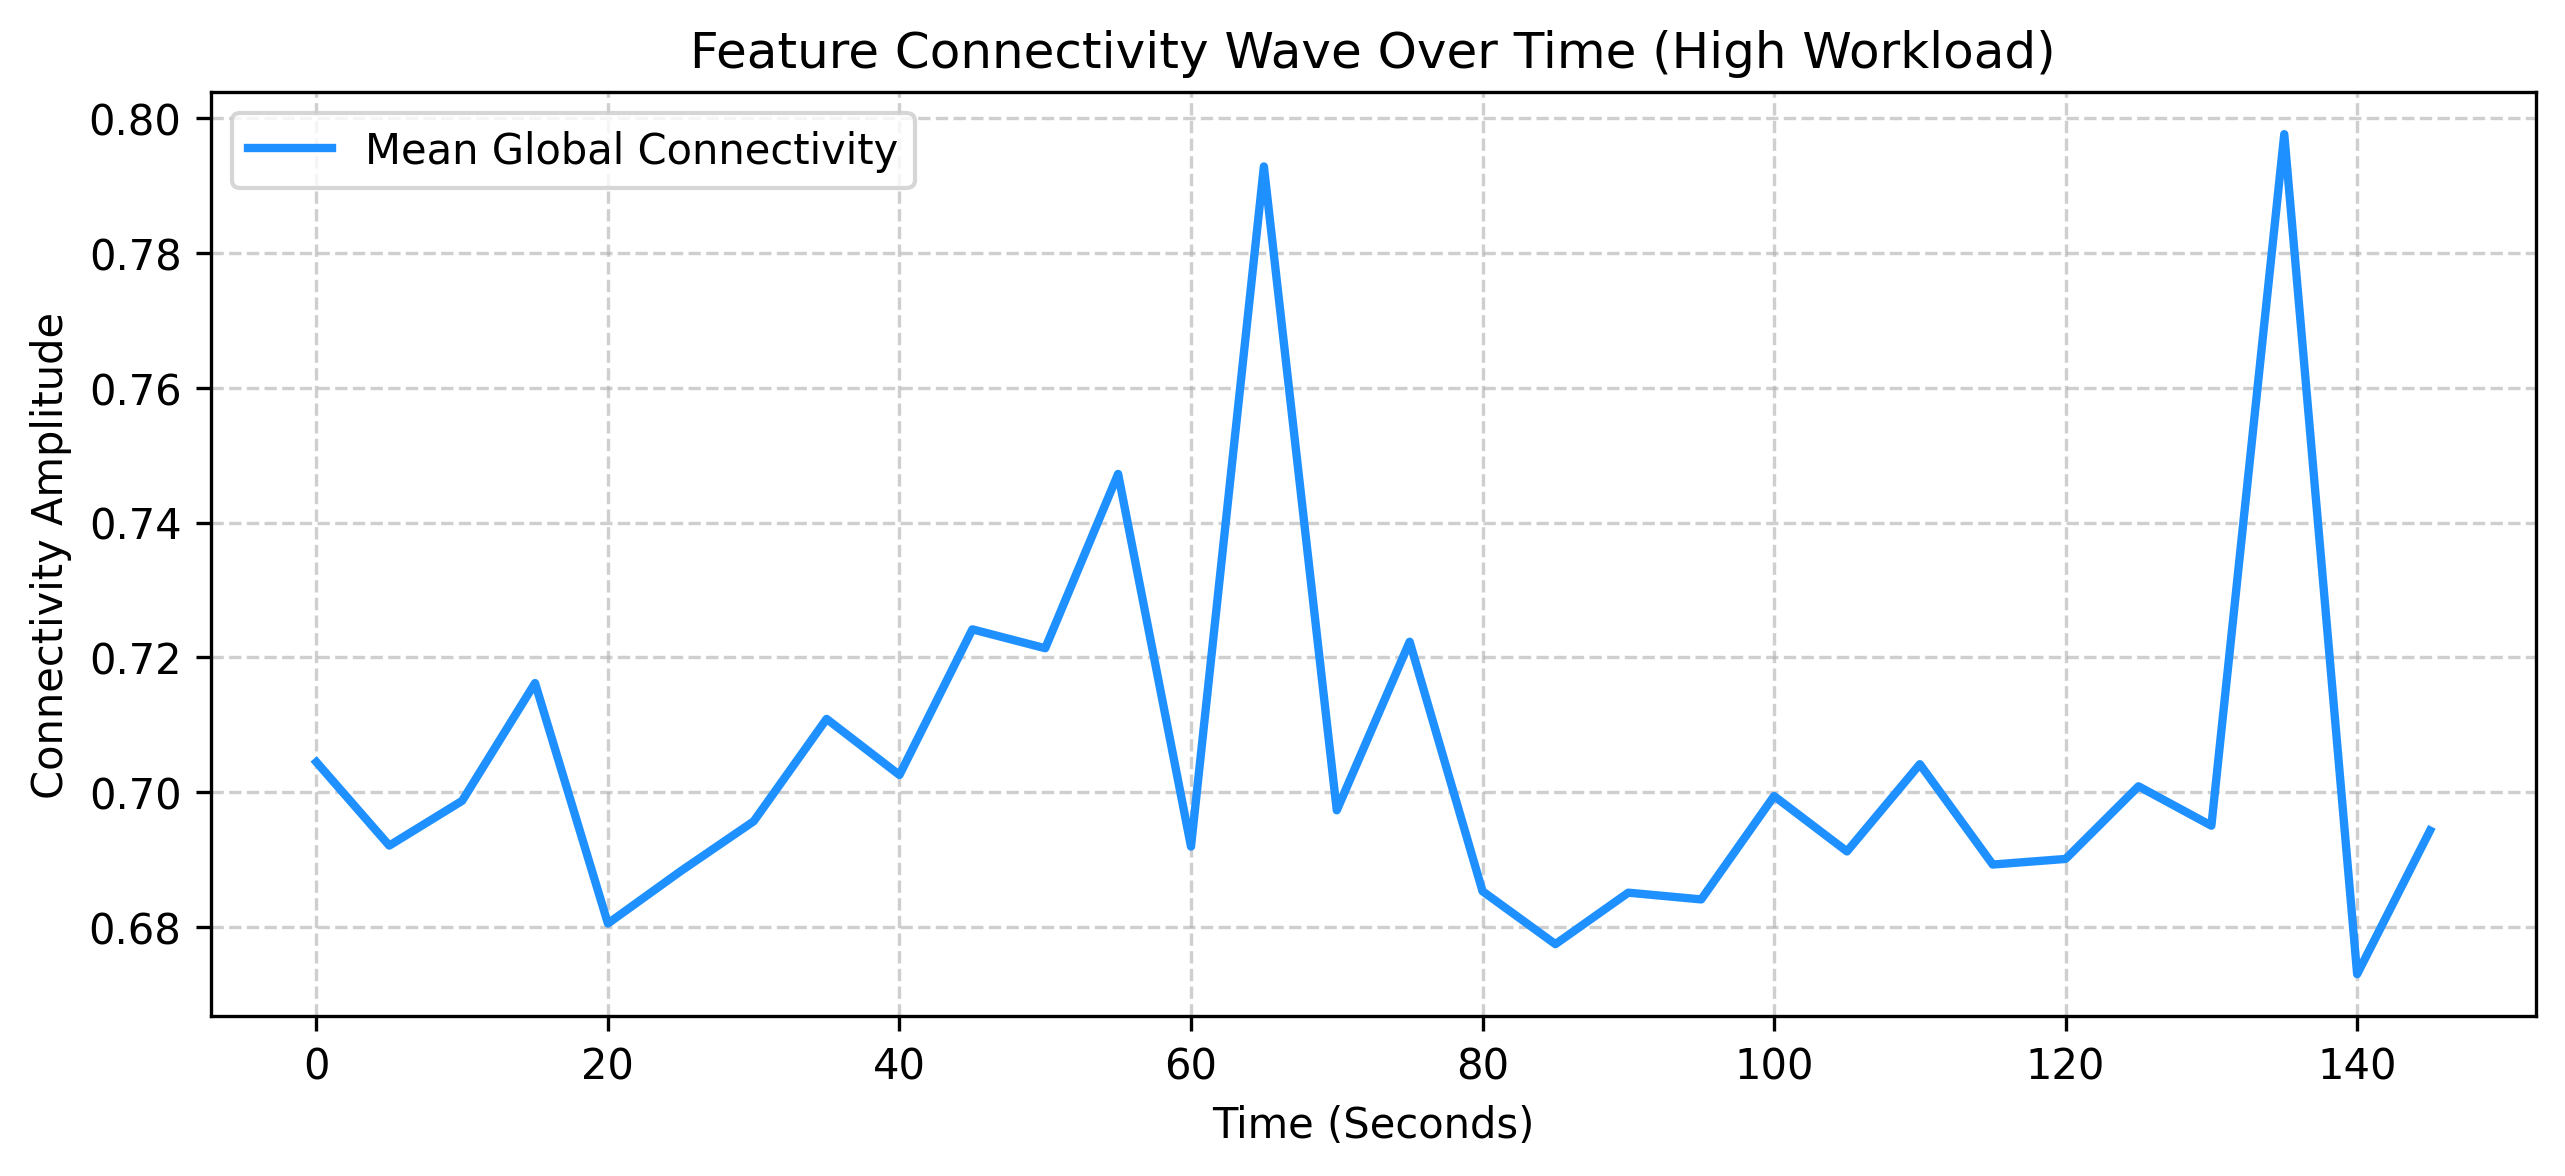 Feature Connectivity Wave Over Time (High Workload)
Mean Global Connectivity
Connectivity Amplitude
0.80
0.78
0.76
0.74
0.72
0.70
0.68
0 20 40 60 80 100 120 140
Time (Seconds)